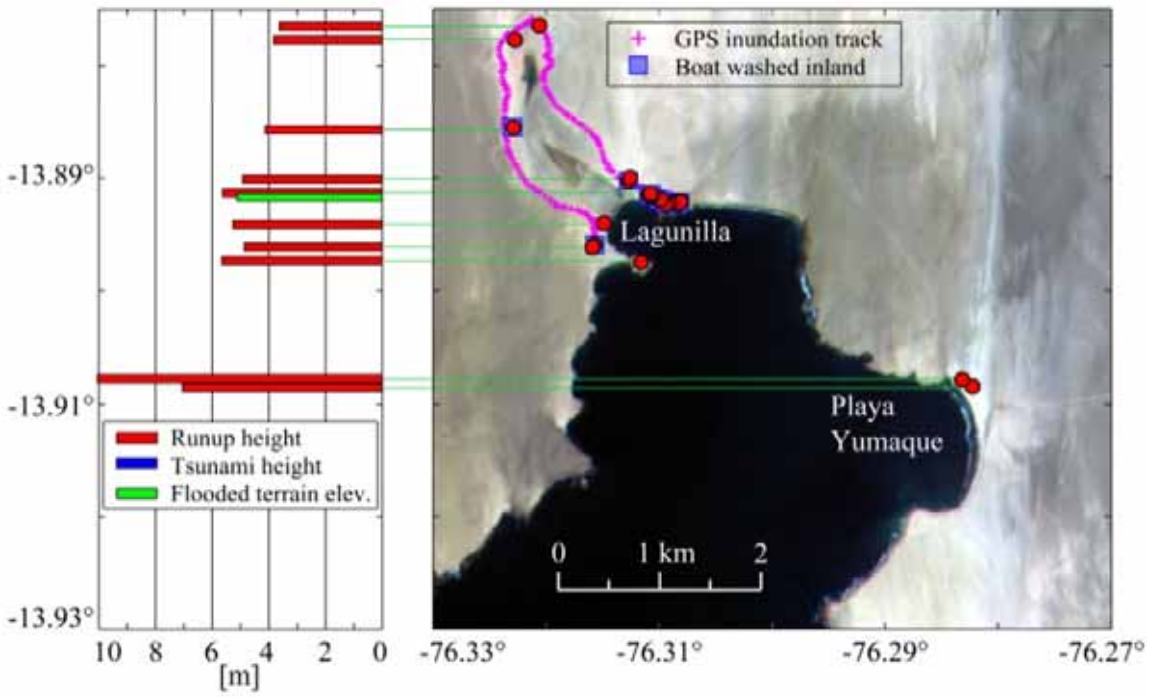 GPS inundation track
Boat washed inland
-13.89°
Lagunilla
-13.91°
Playa
Yumaque
Runup height
Tsunami height
Flooded terrain elev.
0 1 km 2
-13.93°
10 8 6 4 2 0
-76.33° -76.31° -76.29° -76.27°
[m]